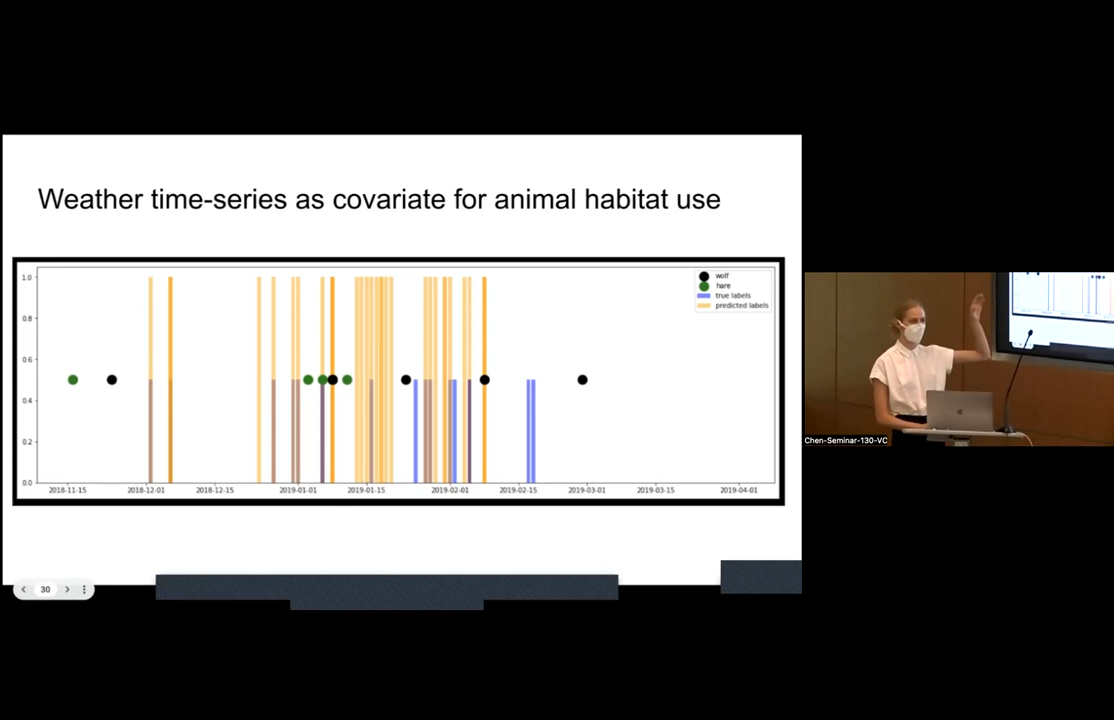 Weather time-series as covariate for animal habitat use
1.0
0.8
0.6
0.4
0.2
0.0
wolf
hare
true labels
predicted labels
2018-11-15 2018-12-01 2018-12-15 2019-01-01 2019-01-15 2019-02-01 2019-02-15 2019-03-01 2019-03-15 2019-04-01
30
Chen-Seminar-130-VC